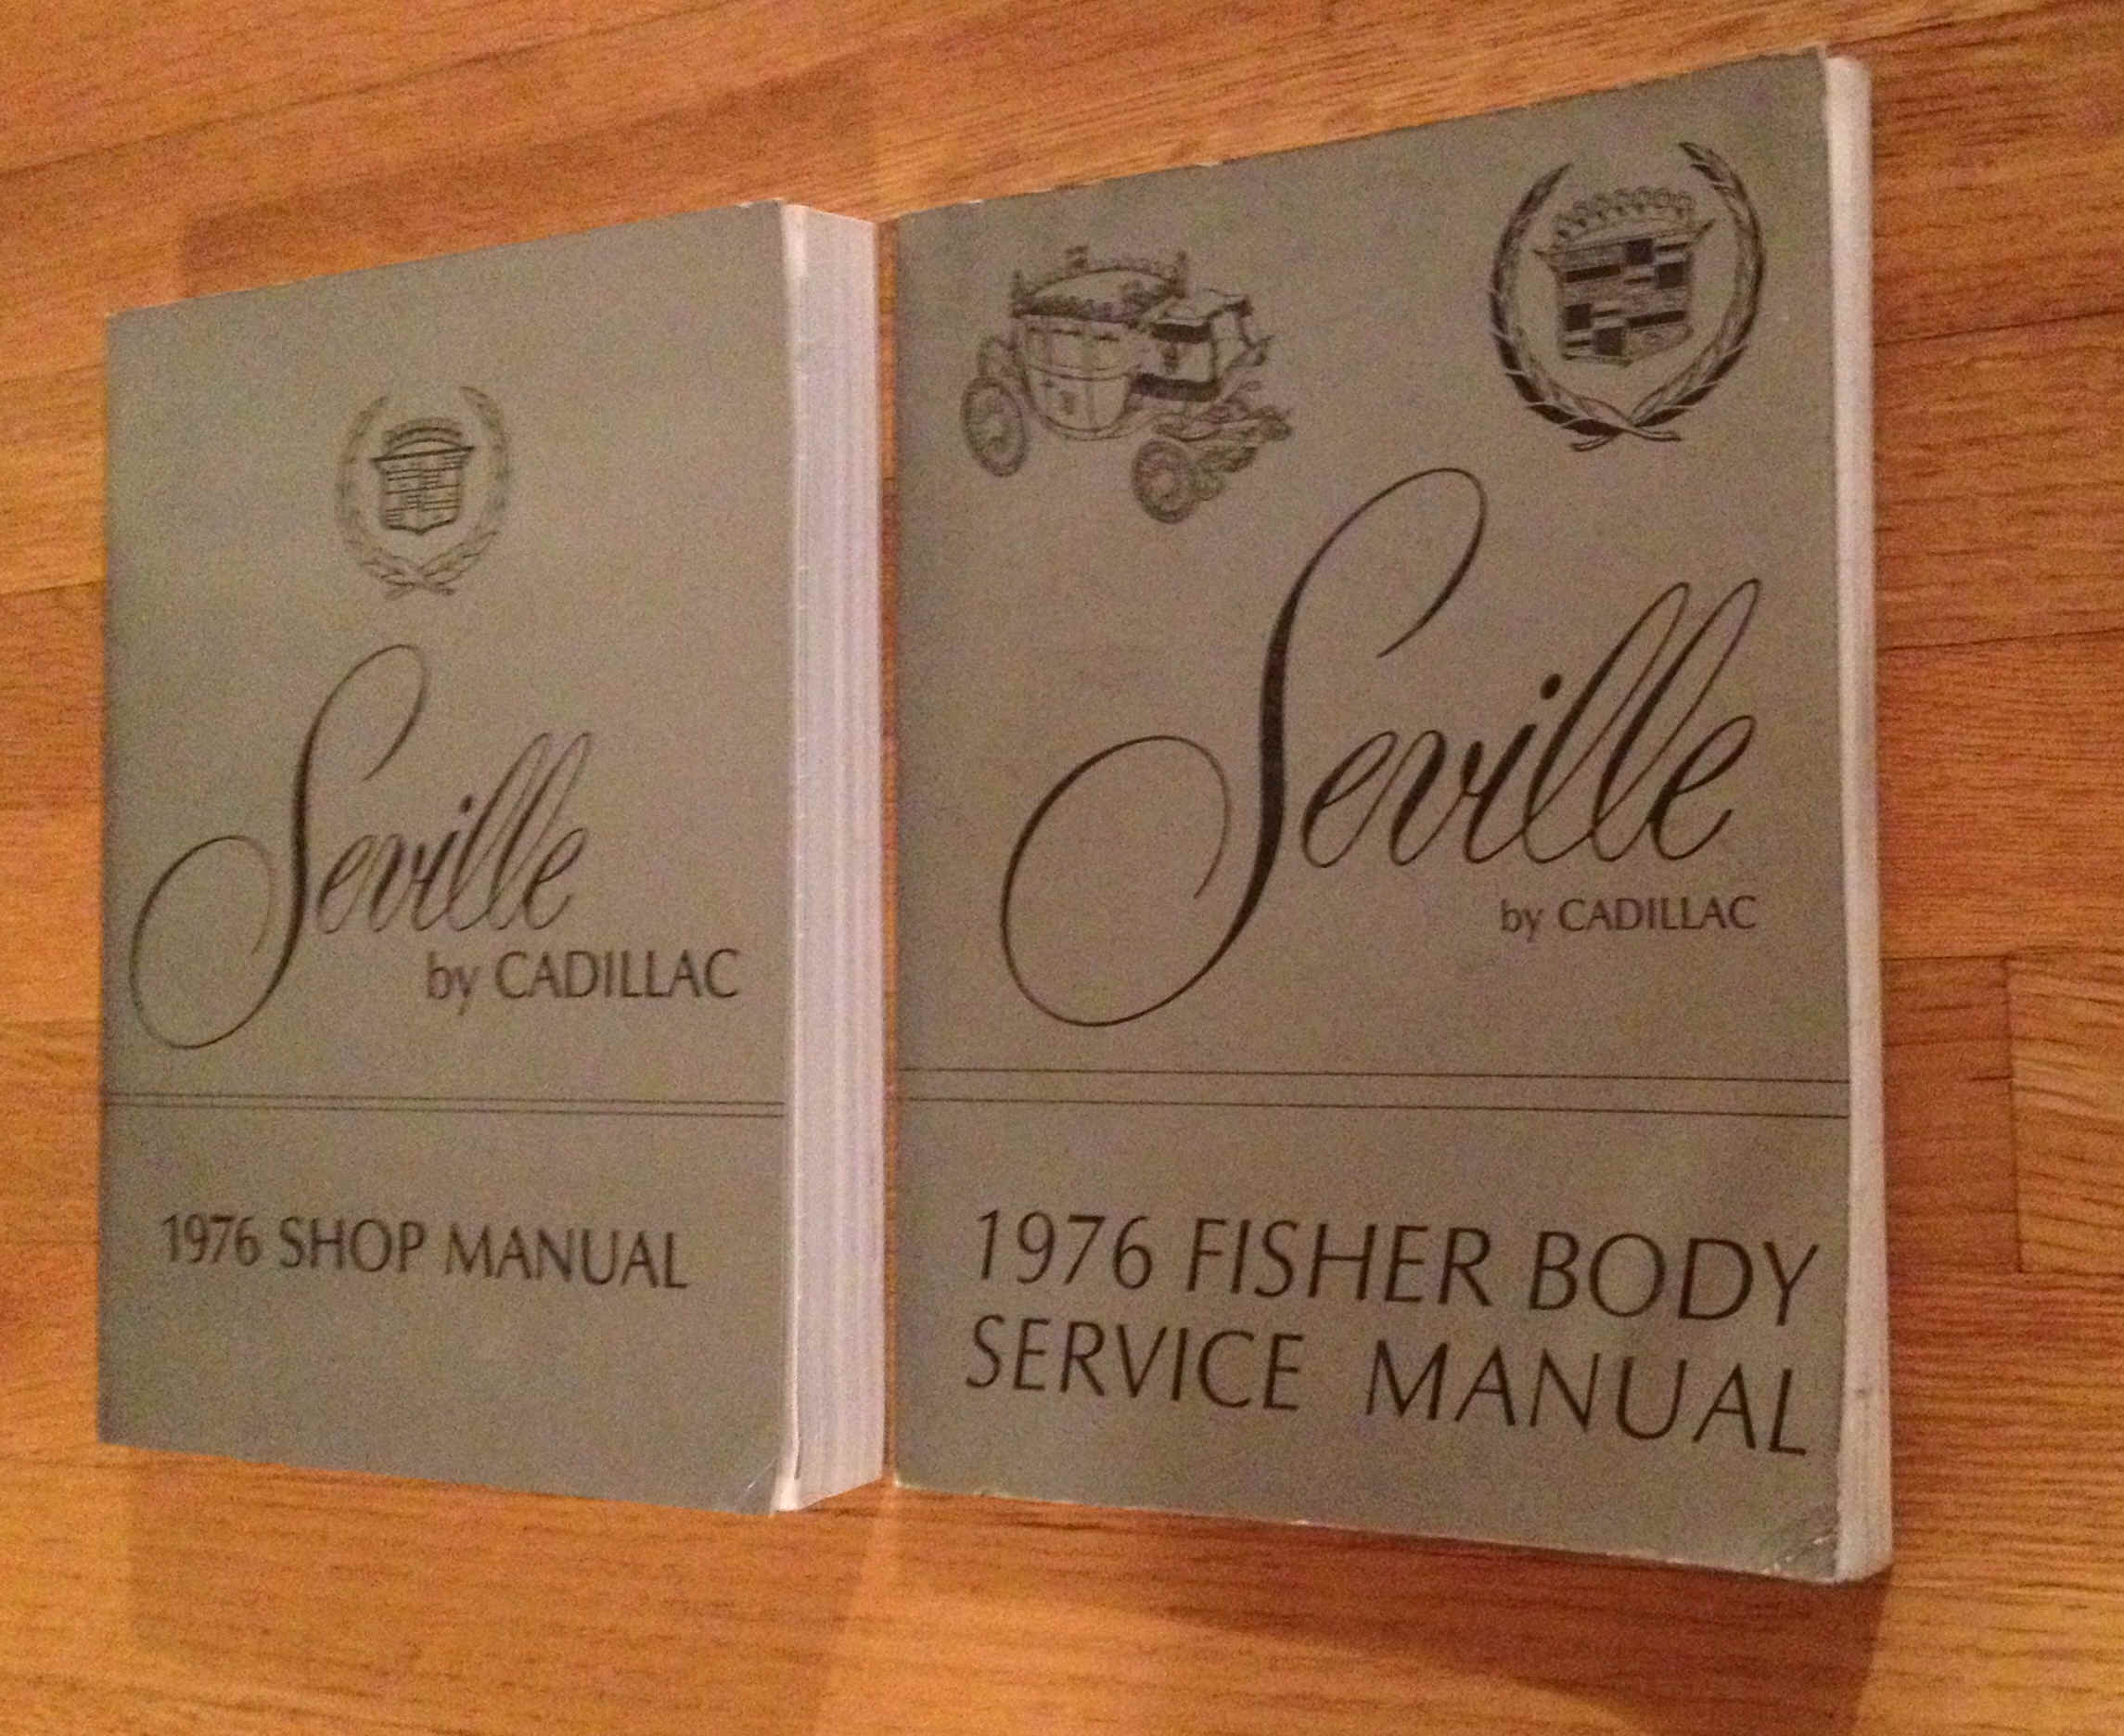 Seville
by CADILLAC
1976 SHOP MANUAL
Seville
by CADILLAC
1976 FISHER BODY
SERVICE MANUAL